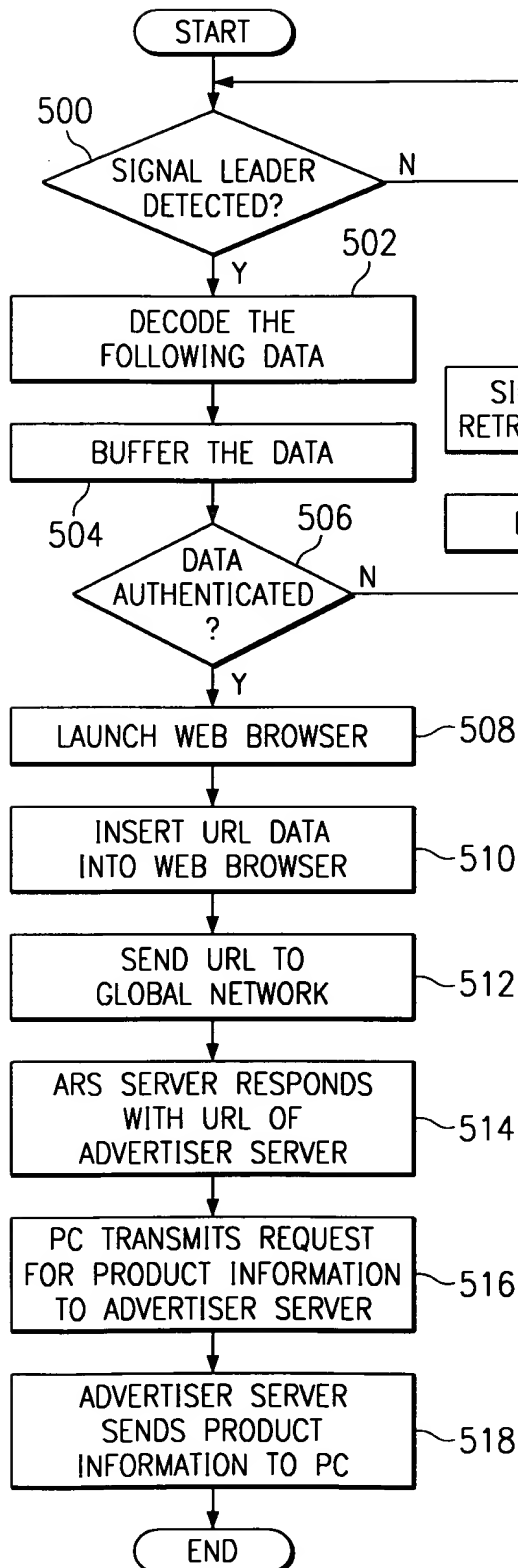 START
500
SIGNAL LEADER
DETECTED?
N
Y
502
DECODE THE
FOLLOWING DATA
BUFFER THE DATA
504
506
DATA
AUTHENTICATED
?
N
Y
LAUNCH WEB BROWSER
508
INSERT URL DATA
INTO WEB BROWSER
510
SEND URL TO
GLOBAL NETWORK
512
ARS SERVER RESPONDS
WITH URL OF
ADVERTISER SERVER
514
PC TRANSMITS REQUEST
FOR PRODUCT INFORMATION
TO ADVERTISER SERVER
516
ADVERTISER SERVER
SENDS PRODUCT
INFORMATION TO PC
518
END
SI
RETR